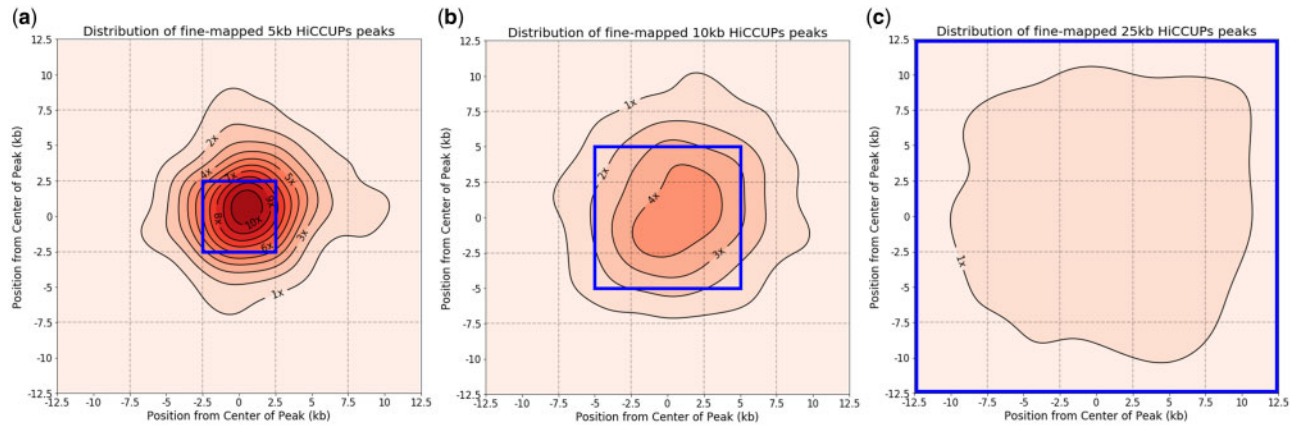 (a)
Distribution of fine-mapped 5kb HiCCUPs peaks
12.5
10
7.5
5
2.5
0
-2.5
-5
-7.5
-10
-12.5
Position from Center of Peak (kb)
2x
4x
7x
5x
8x
9x
10x
6x
3x
1x
-12.5 -10 -7.5 -5 -2.5 0 2.5 5 7.5 10 12.5
Position from Center of Peak (kb)
(b)
Distribution of fine-mapped 10kb HiCCUPs peaks
12.5
10
7.5
5
2.5
0
-2.5
-5
-7.5
-10
-12.5
Position from Center of Peak (kb)
1x
2x
4x
3x
-12.5 -10 -7.5 -5 -2.5 0 2.5 5 7.5 10 12.5
Position from Center of Peak (kb)
(c)
Distribution of fine-mapped 25kb HiCCUPs peaks
12.5
10
7.5
5
2.5
0
-2.5
-5
-7.5
-10
-12.5
Position from Center of Peak (kb)
1x
-12.5 -10 -7.5 -5 -2.5 0 2.5 5 7.5 10 12.5
Position from Center of Peak (kb)